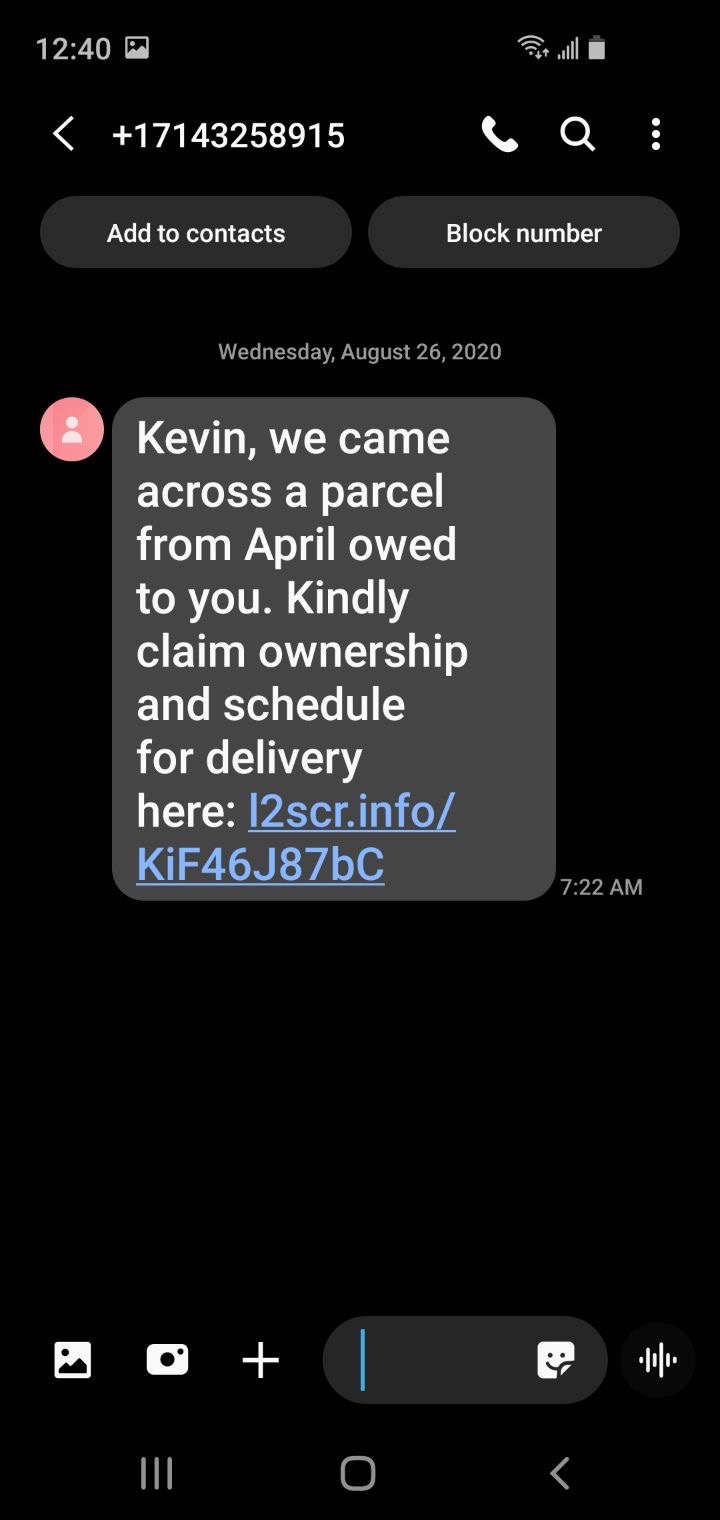 12:40
+17143258915
Add to contacts
Block number
Wednesday, August 26, 2020
Kevin, we came
across a parcel
from April owed
to you. Kindly
claim ownership
and schedule
for delivery
here: l2scr.info/
KiF46J87bC
7:22 AM